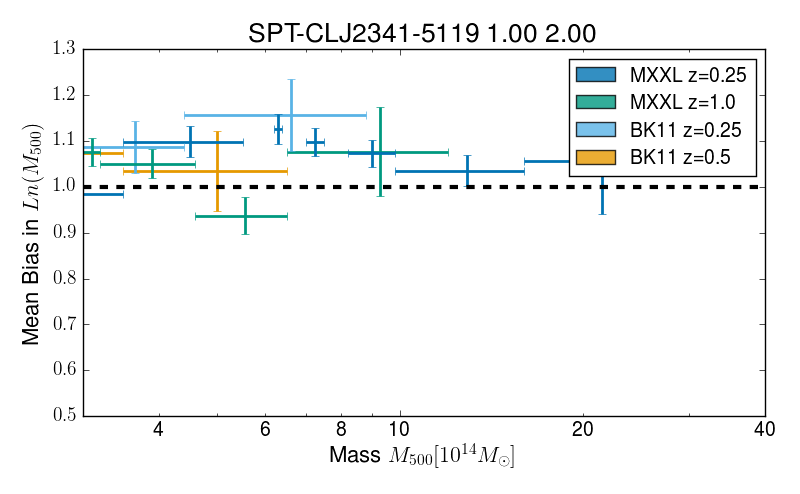 SPT-CLJ2341-5119 1.00 2.00
MXXL z=0.25
MXXL z=1.0
BK11 z=0.25
BK11 z=0.5
Mean Bias in Ln(M₅₀₀)
1.3
1.2
1.1
1.0
0.9
0.8
0.7
0.6
0.5
4 6 8 10 20 40
Mass M₅₀₀[10¹⁴M⊙]